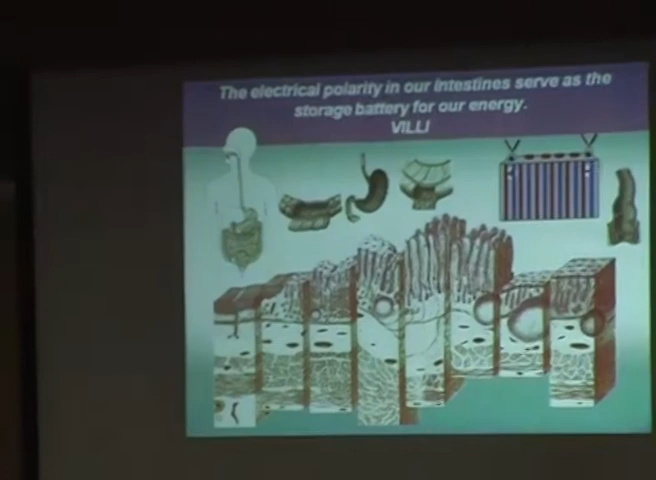 The electrical polarity in our intestines serve as the
storage battery for our energy.
VILLI